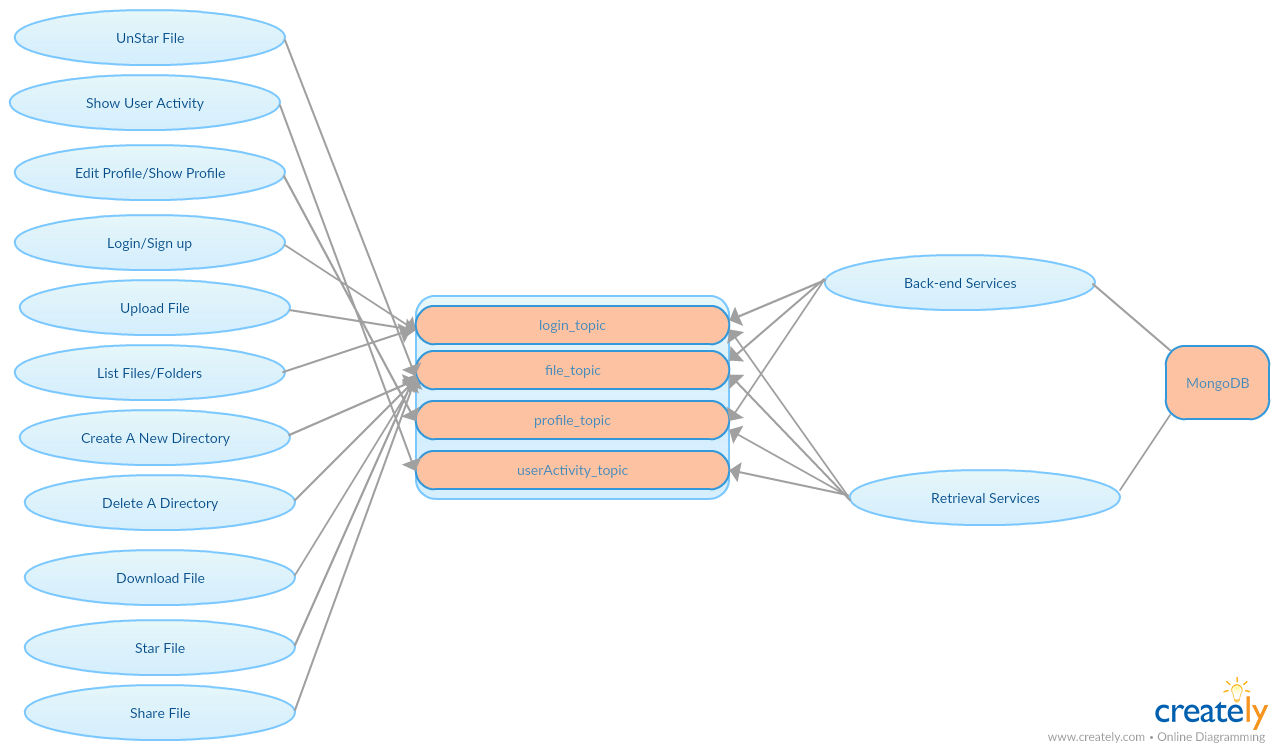 UnStar File
Show User Activity
Edit Profile/Show Profile
Login/Sign up
Upload File
List Files/Folders
Create A New Directory
Delete A Directory
Download File
Star File
Share File
login_topic
file_topic
profile_topic
userActivity_topic
Back-end Services
Retrieval Services
MongoDB
creately
www.creately.com • Online Diagramming